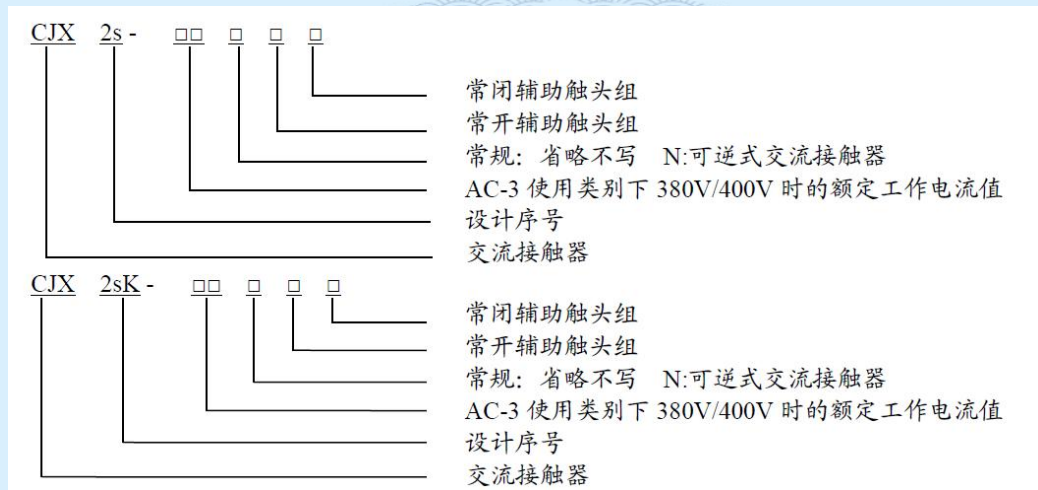 CJX 2s - □□ □ □ □
常闭辅助触头组
常开辅助触头组
常规：省略不写 N:可逆式交流接触器
AC-3 使用类别下 380V/400V 时的额定工作电流值
设计序号
交流接触器
CJX 2sK - □□ □ □ □
常闭辅助触头组
常开辅助触头组
常规：省略不写 N:可逆式交流接触器
AC-3 使用类别下 380V/400V 时的额定工作电流值
设计序号
交流接触器